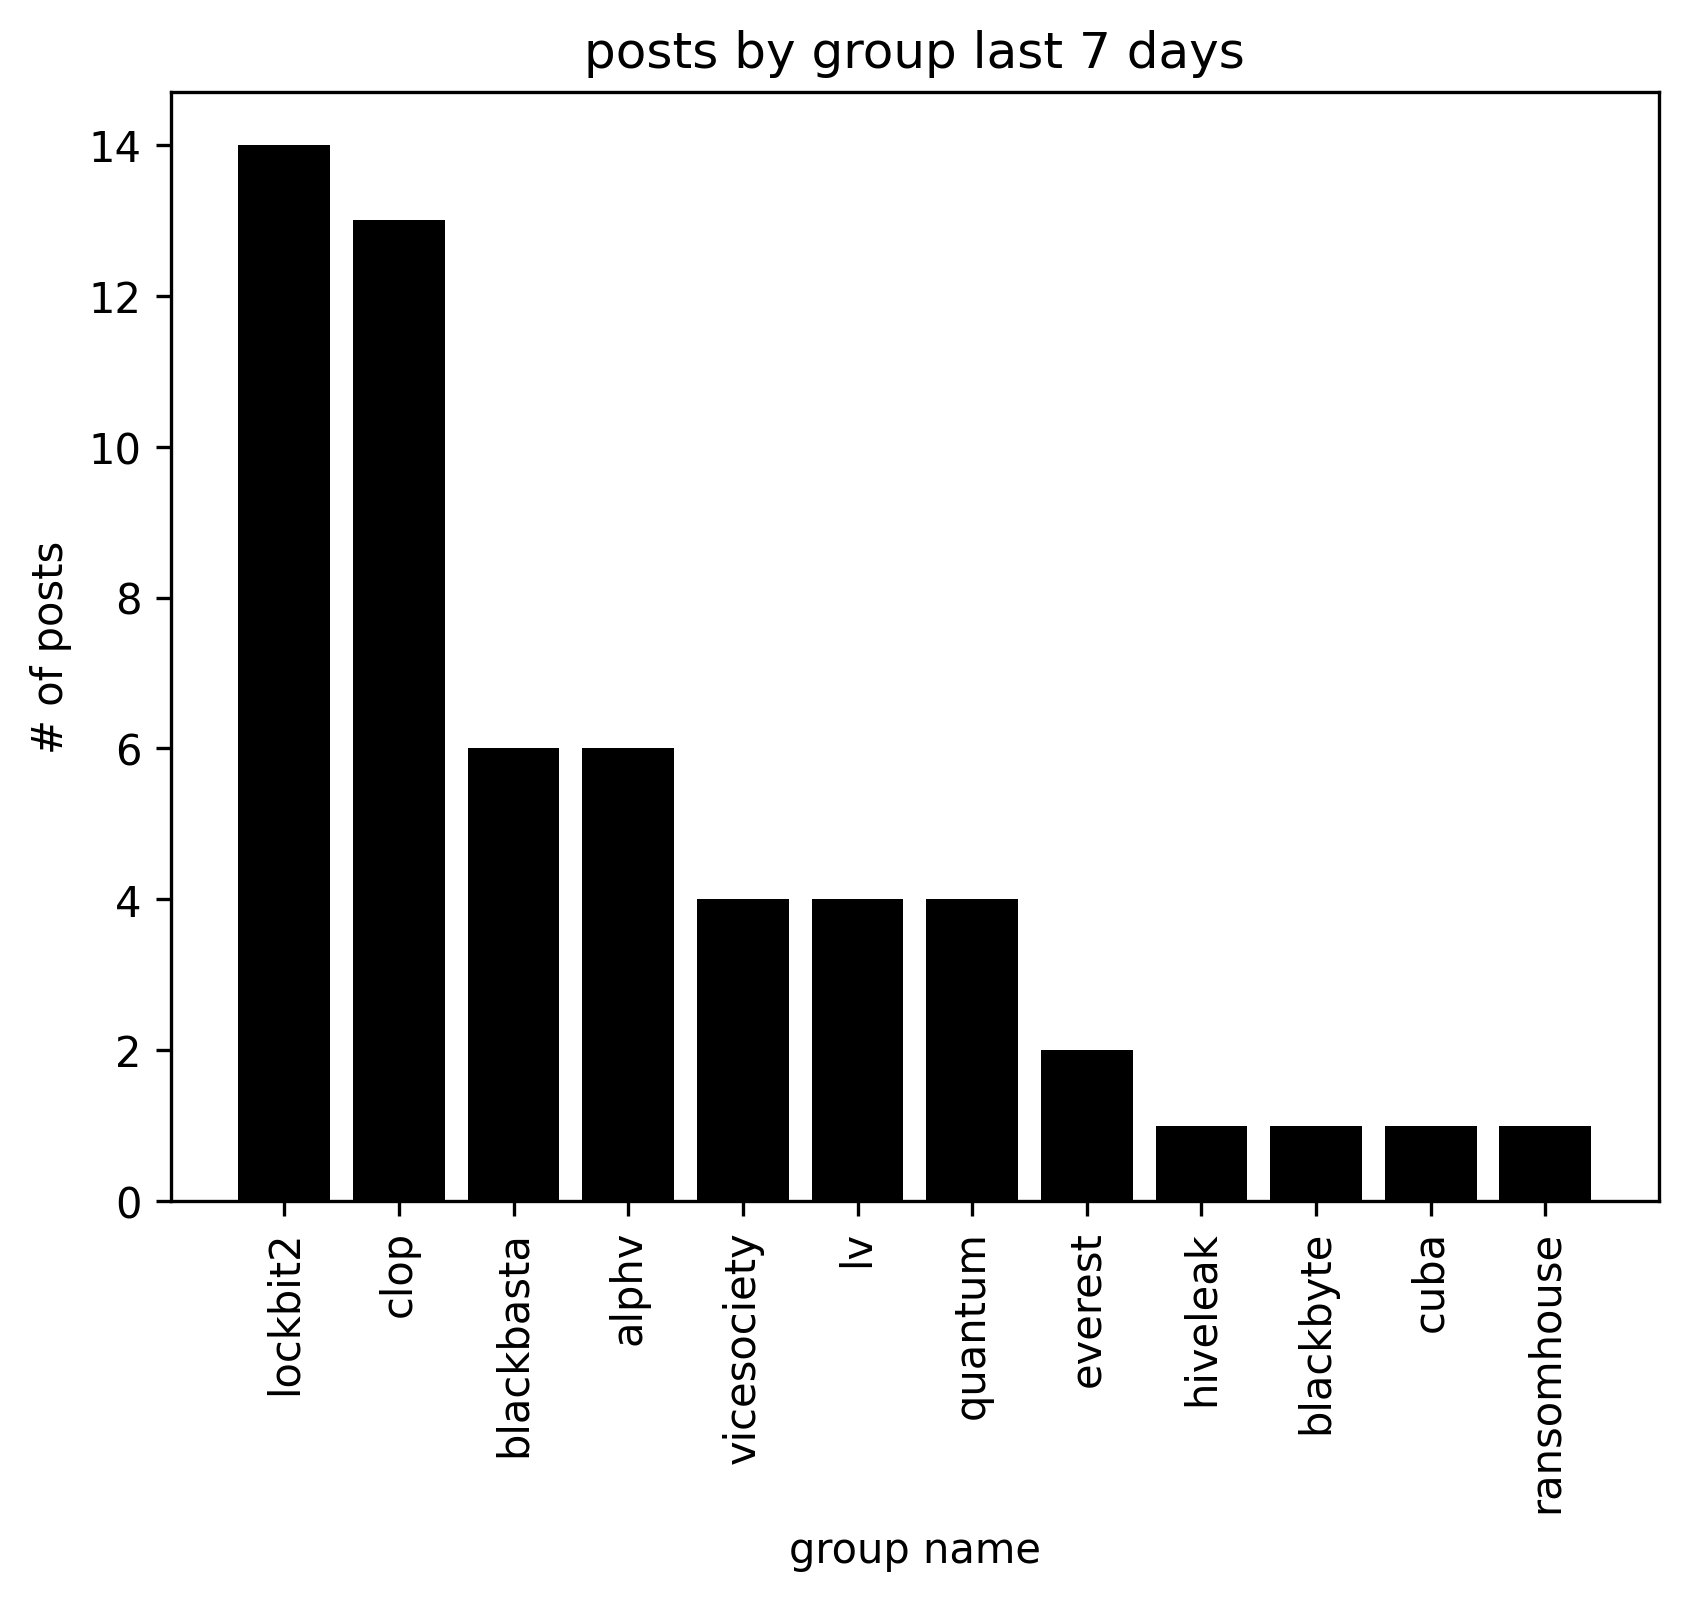 posts by group last 7 days
14
12
10
8
6
4
2
0
# of posts
lockbit2
clop
blackbasta
alphv
vicesociety
lv
quantum
everest
hiveleak
blackbyte
cuba
ransomhouse
group name